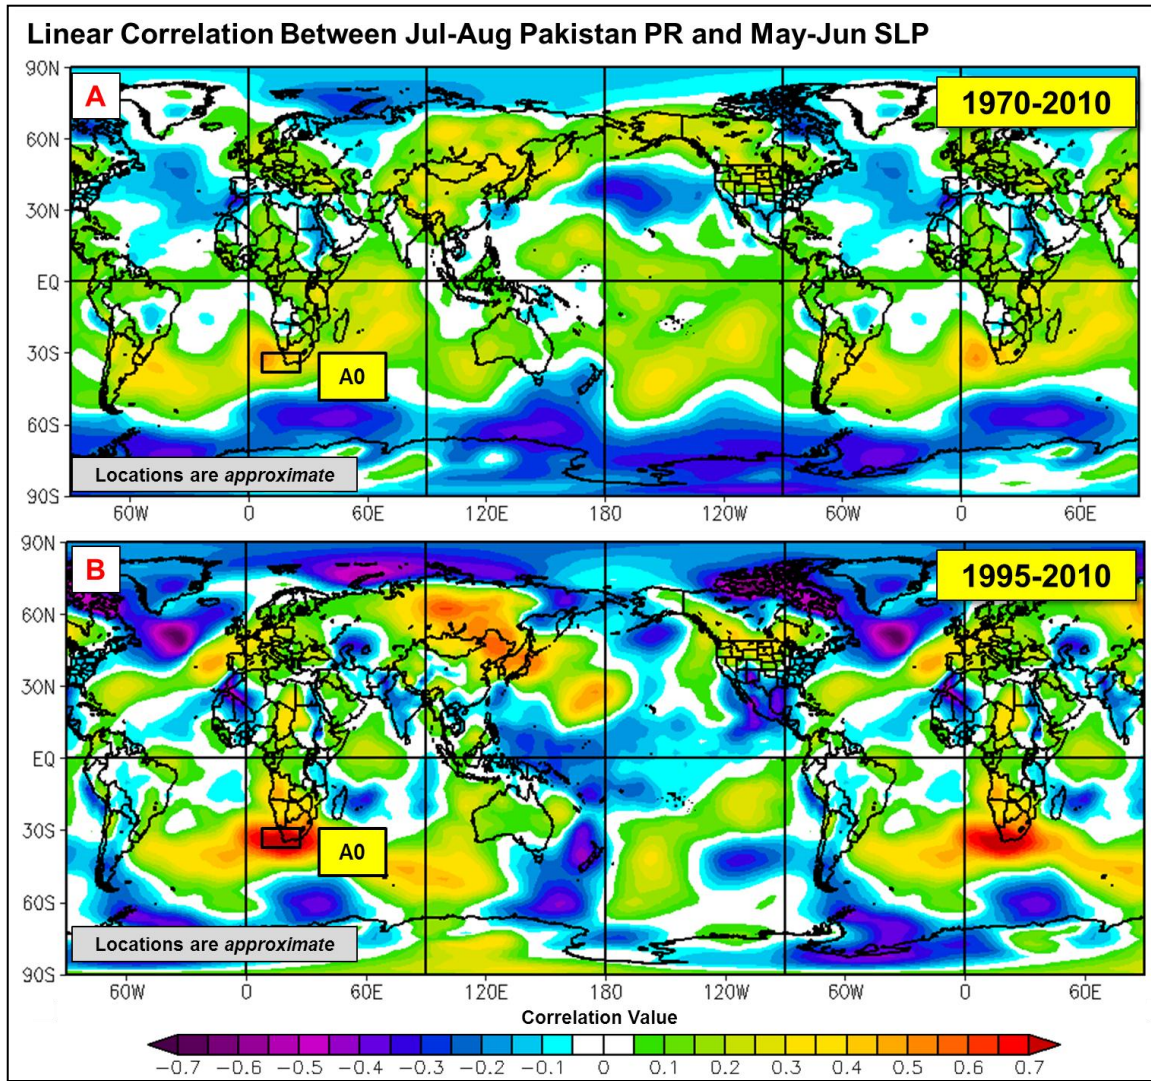 Linear Correlation Between Jul-Aug Pakistan PR and May-Jun SLP
A
1970-2010
90N
60N
30N
EQ
30S
60S
90S
A0
Locations are approximate
60W 0 60E 120E 180 120W 60W 0 60E
B
1995-2010
90N
60N
30N
EQ
30S
60S
90S
A0
Locations are approximate
60W 0 60E 120E 180 120W 60W 0 60E
Correlation Value
−0.7 −0.6 −0.5 −0.4 −0.3 −0.2 −0.1 0 0.1 0.2 0.3 0.4 0.5 0.6 0.7